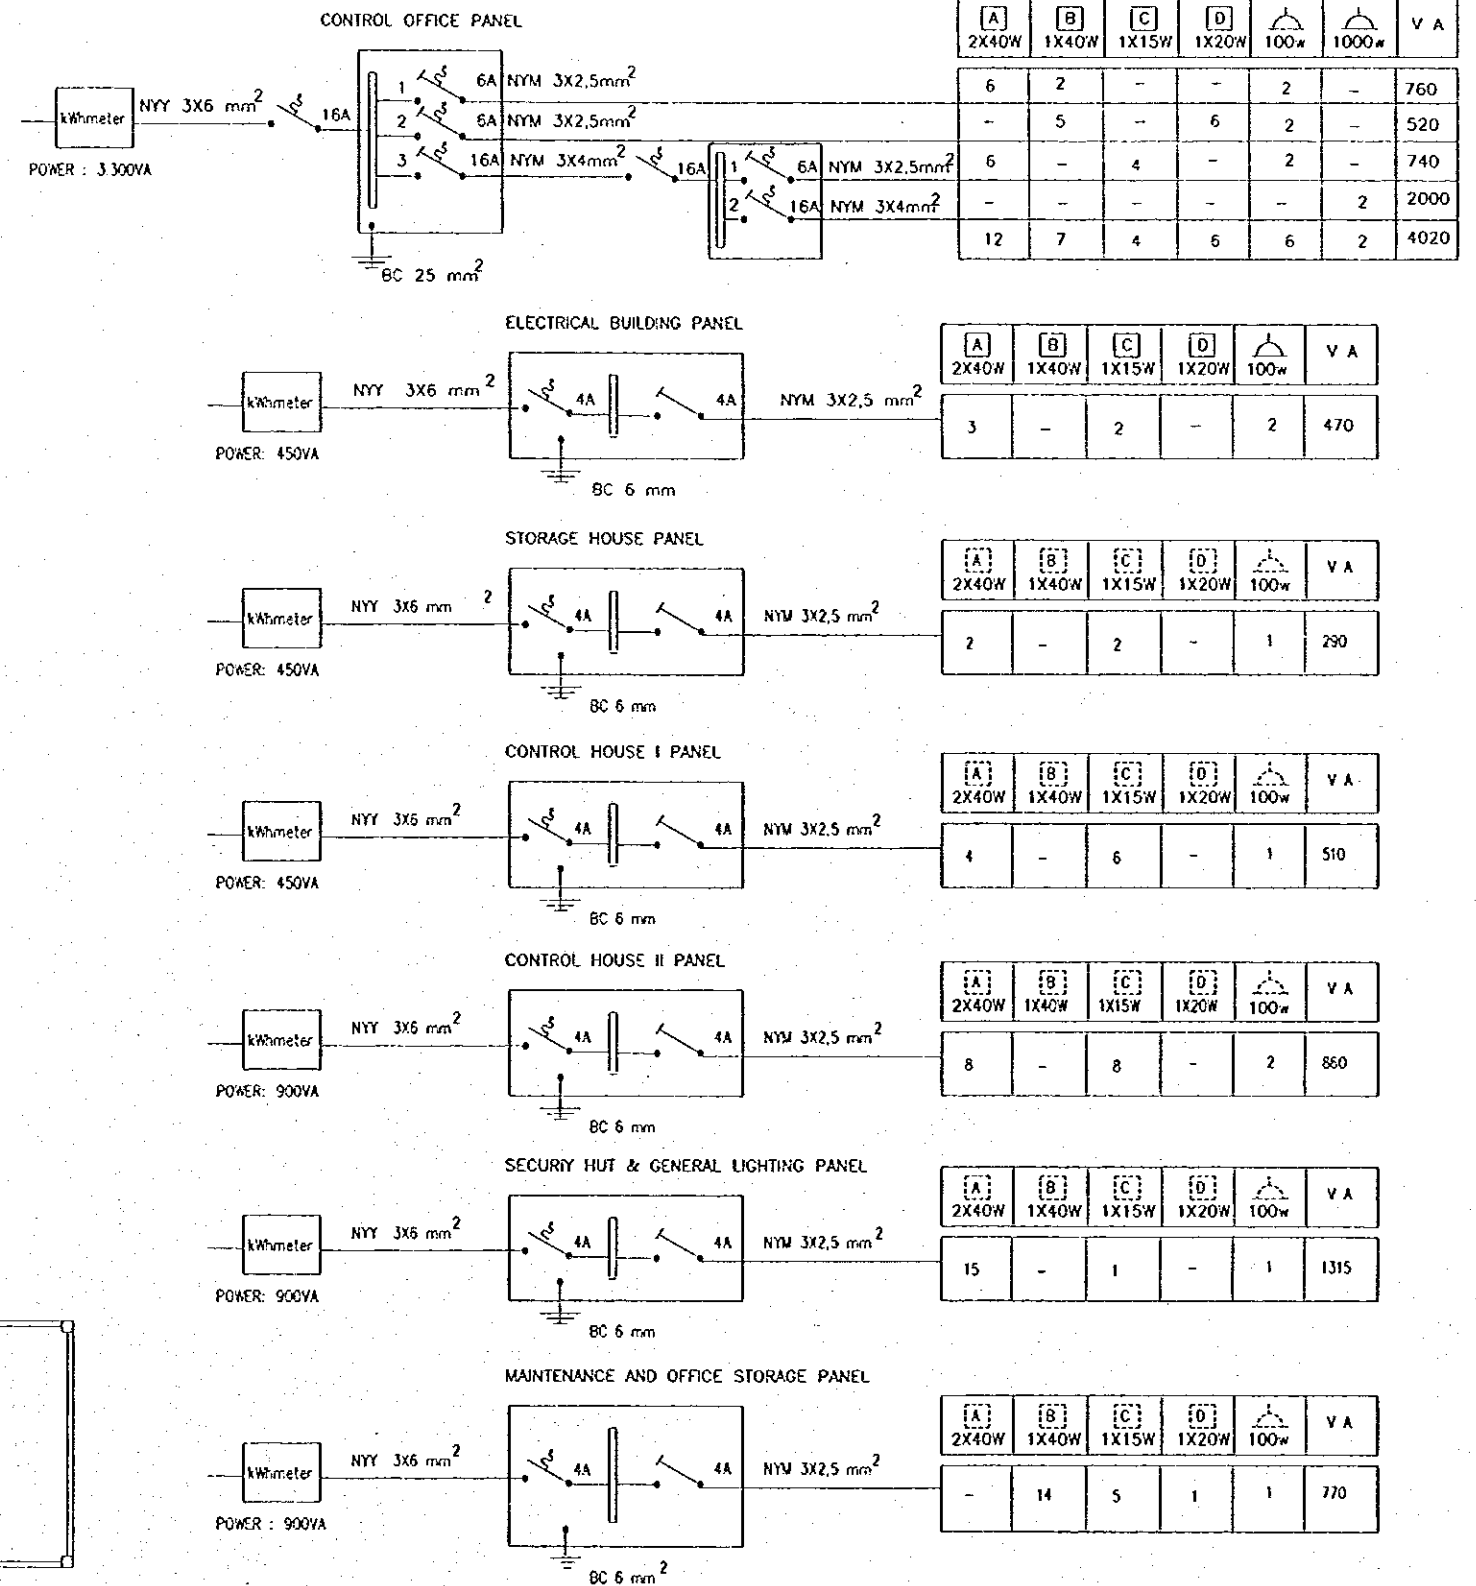 CONTROL OFFICE PANEL
kWhmeter
POWER : 3.300VA
NYY 3X6 mm2
16A
1 6A NYM 3X2,5mm2
2 6A NYM 3X2,5mm2
3 16A NYM 3X4mm2
16A
1 6A NYM 3X2,5mm2
2 16A NYM 3X4mm2
BC 25 mm2
A B C D V A
2X40W 1X40W 1X15W 1X20W 100w 1000w
6 2 - - 2 - 760
- 5 - 6 2 - 520
6 - 4 - 2 - 740
- - - - - 2 2000
12 7 4 6 6 2 4020
ELECTRICAL BUILDING PANEL
kWhmeter
POWER: 450VA
NYY 3X6 mm2
4A 4A
NYM 3X2,5 mm2
BC 6 mm
A B C D V A
2X40W 1X40W 1X15W 1X20W 100w
3 - 2 - 2 470
STORAGE HOUSE PANEL
kWhmeter
POWER: 450VA
NYY 3X6 mm 2
4A 4A
NYM 3X2,5 mm2
BC 6 mm
A B C D V A
2X40W 1X40W 1X15W 1X20W 100w
2 - 2 - 1 290
CONTROL HOUSE I PANEL
kWhmeter
POWER: 450VA
NYY 3X6 mm2
4A 4A
NYM 3X2,5 mm2
BC 6 mm
A B C D V A
2X40W 1X40W 1X15W 1X20W 100w
4 - 6 - 1 510
CONTROL HOUSE II PANEL
kWhmeter
POWER: 900VA
NYY 3X6 mm2
4A 4A
NYM 3X2,5 mm2
BC 6 mm
A B C D V A
2X40W 1X40W 1X15W 1X20W 100w
8 - 8 - 2 860
SECURIY HUT & GENERAL LIGHTING PANEL
kWhmeter
POWER: 900VA
NYY 3X6 mm2
4A 4A
NYM 3X2,5 mm2
BC 6 mm
A B C D V A
2X40W 1X40W 1X15W 1X20W 100w
15 - 1 - 1 1315
MAINTENANCE AND OFFICE STORAGE PANEL
kWhmeter
POWER : 900VA
NYY 3X6 mm2
4A 4A
NYM 3X2,5 mm2
BC 6 mm2
A B C D V A
2X40W 1X40W 1X15W 1X20W 100w
- 14 5 1 1 770